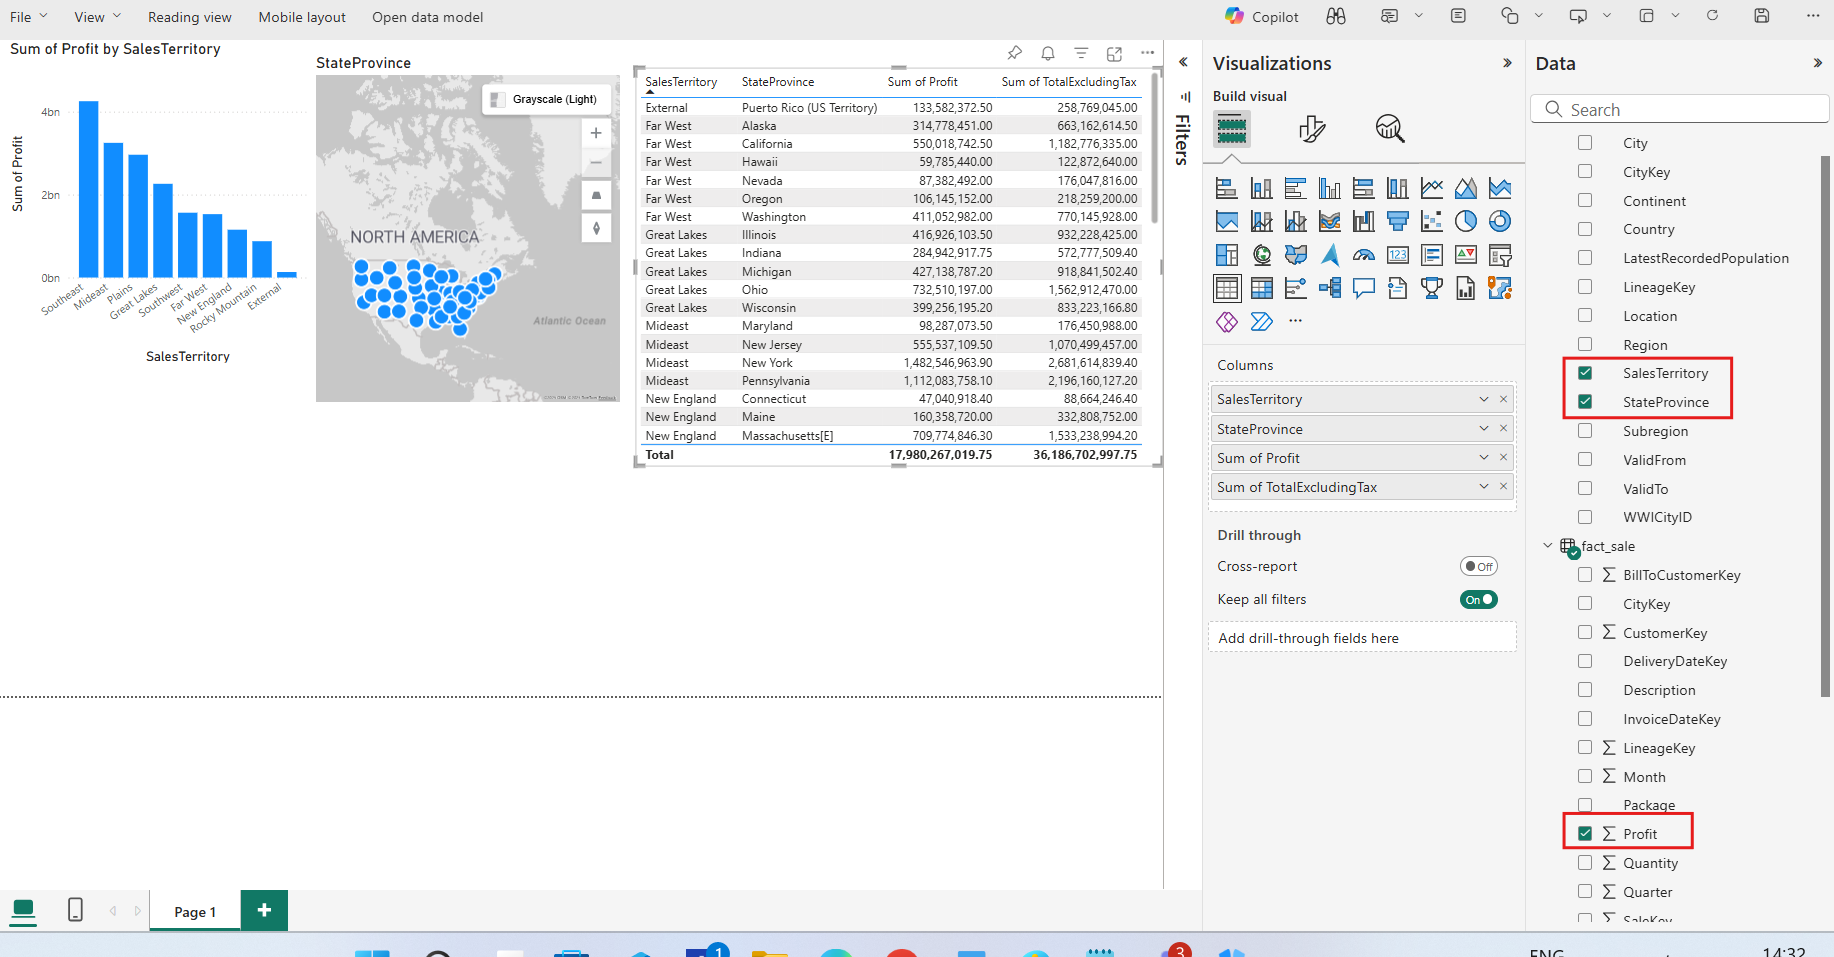 File
View
Reading view
Mobile layout
Open data model
Copilot
Sum of Profit by SalesTerritory
4bn
2bn
0bn
Sum of Profit
Southeast
Mideast
Plains
Great Lakes
Southwest
Far West
New England
Rocky Mountain
External
SalesTerritory
StateProvince
Grayscale (Light)
NORTH AMERICA
Atlantic Ocean
SalesTerritory StateProvince Sum of Profit Sum of TotalExcludingTax
External Puerto Rico (US Territory) 133,582,372.50 258,769,045.00
Far West Alaska 314,778,451.00 663,162,614.50
Far West California 550,018,742.50 1,182,776,335.00
Far West Hawaii 59,785,440.00 122,872,640.00
Far West Nevada 87,382,492.00 176,047,816.00
Far West Oregon 106,145,152.00 218,259,200.00
Far West Washington 411,052,982.00 770,145,928.00
Great Lakes Illinois 416,926,103.50 932,228,425.00
Great Lakes Indiana 284,942,917.75 572,777,509.40
Great Lakes Michigan 427,138,787.20 918,841,502.40
Great Lakes Ohio 732,510,197.00 1,562,912,470.00
Great Lakes Wisconsin 399,256,195.20 833,223,166.80
Mideast Maryland 98,287,073.50 176,450,988.00
Mideast New Jersey 555,537,109.50 1,070,499,457.00
Mideast New York 1,482,546,963.90 2,681,614,839.40
Mideast Pennsylvania 1,112,083,758.10 2,196,160,127.20
New England Connecticut 47,040,918.40 88,664,246.40
New England Maine 160,358,720.00 332,808,752.00
New England Massachusetts[E] 709,774,846.30 1,533,238,994.20
Total 17,980,267,019.75 36,186,702,997.75
Filters
Visualizations
Build visual
123
Columns
SalesTerritory
StateProvince
Sum of Profit
Sum of TotalExcludingTax
Drill through
Cross-report Off
Keep all filters On
Add drill-through fields here
Data
Search
City
CityKey
Continent
Country
LatestRecordedPopulation
LineageKey
Location
Region
SalesTerritory
StateProvince
Subregion
ValidFrom
ValidTo
WWICityID
fact_sale
BillToCustomerKey
CityKey
CustomerKey
DeliveryDateKey
Description
InvoiceDateKey
LineageKey
Month
Package
Profit
Quantity
Quarter
SaleKey
Page 1
1
3
ENG
14:32